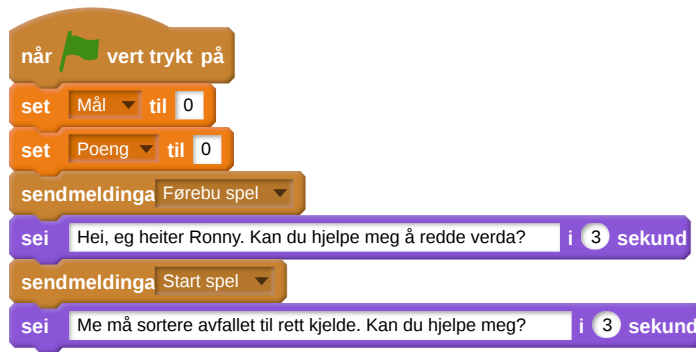 når vert trykt på
set Mål til 0
set Poeng til 0
sendmeldinga Førebu spel
sei Hei, eg heiter Ronny. Kan du hjelpe meg å redde verda? i 3 sekund
sendmeldinga Start spel
sei Me må sortere avfallet til rett kjelde. Kan du hjelpe meg? i 3 sekund